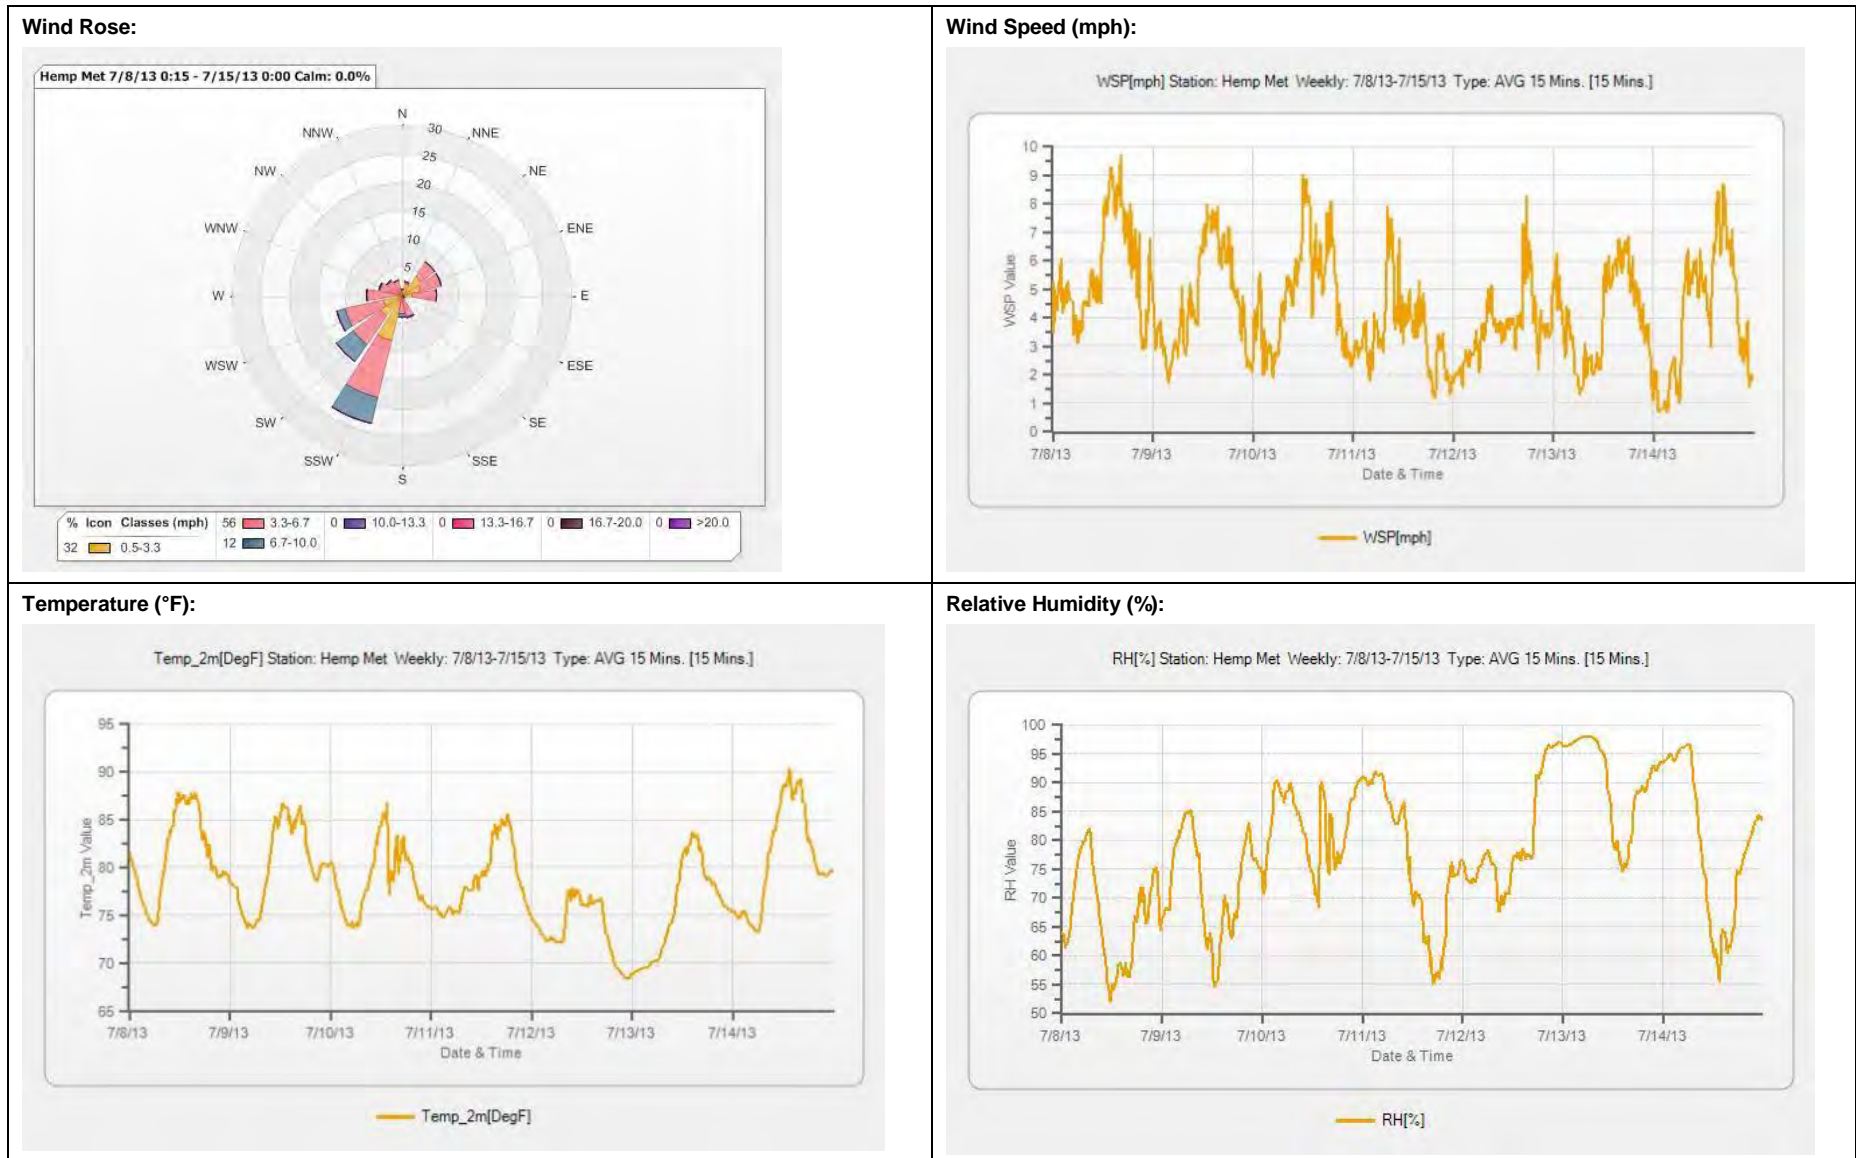 Wind Rose:
Hemp Met 7/8/13 0:15 - 7/15/13 0:00 Calm: 0.0%
N
NNE
NE
ENE
E
ESE
SE
SSE
S
SSW
SW
WSW
W
WNW
NW
NNW
30
25
20
15
10
5
% Icon Classes (mph)
32 0.5-3.3
56 3.3-6.7
12 6.7-10.0
0 10.0-13.3
0 13.3-16.7
0 16.7-20.0
0 >20.0
Wind Speed (mph):
WSP[mph] Station: Hemp Met Weekly: 7/8/13-7/15/13 Type: AVG 15 Mins. [15 Mins.]
WSP Value
10
9
8
7
6
5
4
3
2
1
0
7/8/13 7/9/13 7/10/13 7/11/13 7/12/13 7/13/13 7/14/13
Date & Time
WSP[mph]
Temperature (°F):
Temp_2m[DegF] Station: Hemp Met Weekly: 7/8/13-7/15/13 Type: AVG 15 Mins. [15 Mins.]
Temp_2m Value
95
90
85
80
75
70
65
7/8/13 7/9/13 7/10/13 7/11/13 7/12/13 7/13/13 7/14/13
Date & Time
Temp_2m[DegF]
Relative Humidity (%):
RH[%] Station: Hemp Met Weekly: 7/8/13-7/15/13 Type: AVG 15 Mins. [15 Mins.]
RH Value
100
95
90
85
80
75
70
65
60
55
50
7/8/13 7/9/13 7/10/13 7/11/13 7/12/13 7/13/13 7/14/13
Date & Time
RH[%]